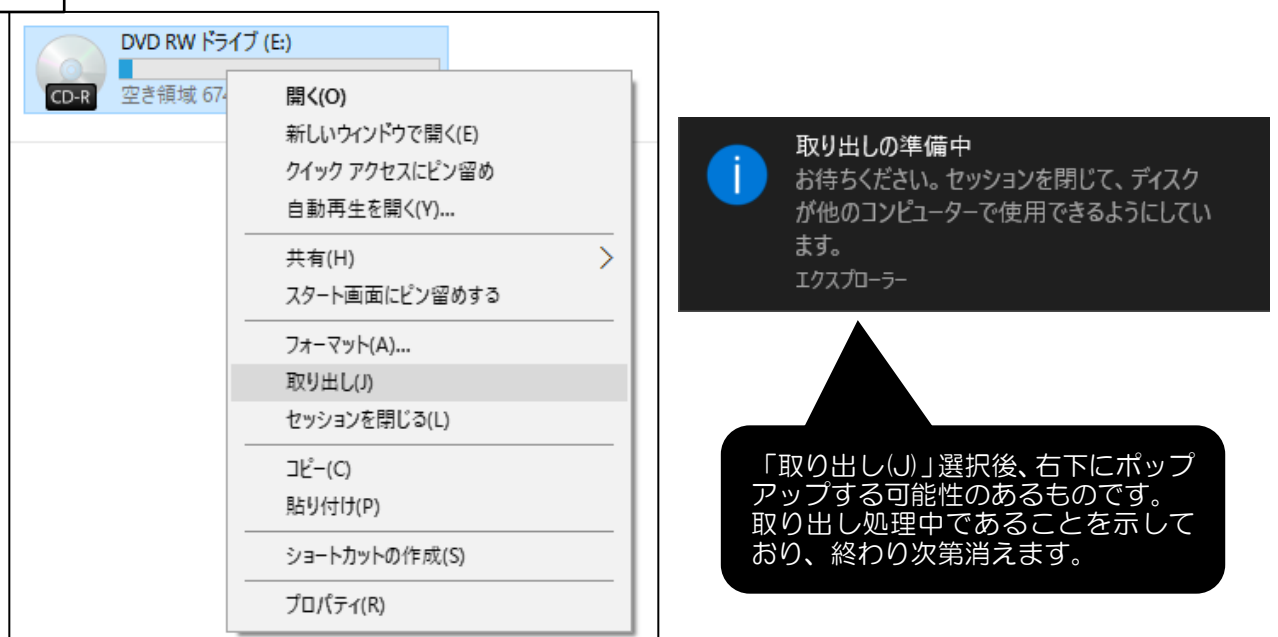 DVD RW ドライブ (E:)
CD-R
空き領域 674
開く(O)
新しいウィンドウで開く(E)
クイック アクセスにピン留め
自動再生を開く(Y)...
共有(H)
スタート画面にピン留めする
フォーマット(A)...
取り出し(J)
セッションを閉じる(L)
コピー(C)
貼り付け(P)
ショートカットの作成(S)
プロパティ(R)
取り出しの準備中
お待ちください。セッションを閉じて、ディスク
が他のコンピューターで使用できるようにしてい
ます。
エクスプローラー
「取り出し(J)」選択後、右下にポップ
アップする可能性のあるものです。
取り出し処理中であることを示して
おり、終わり次第消えます。